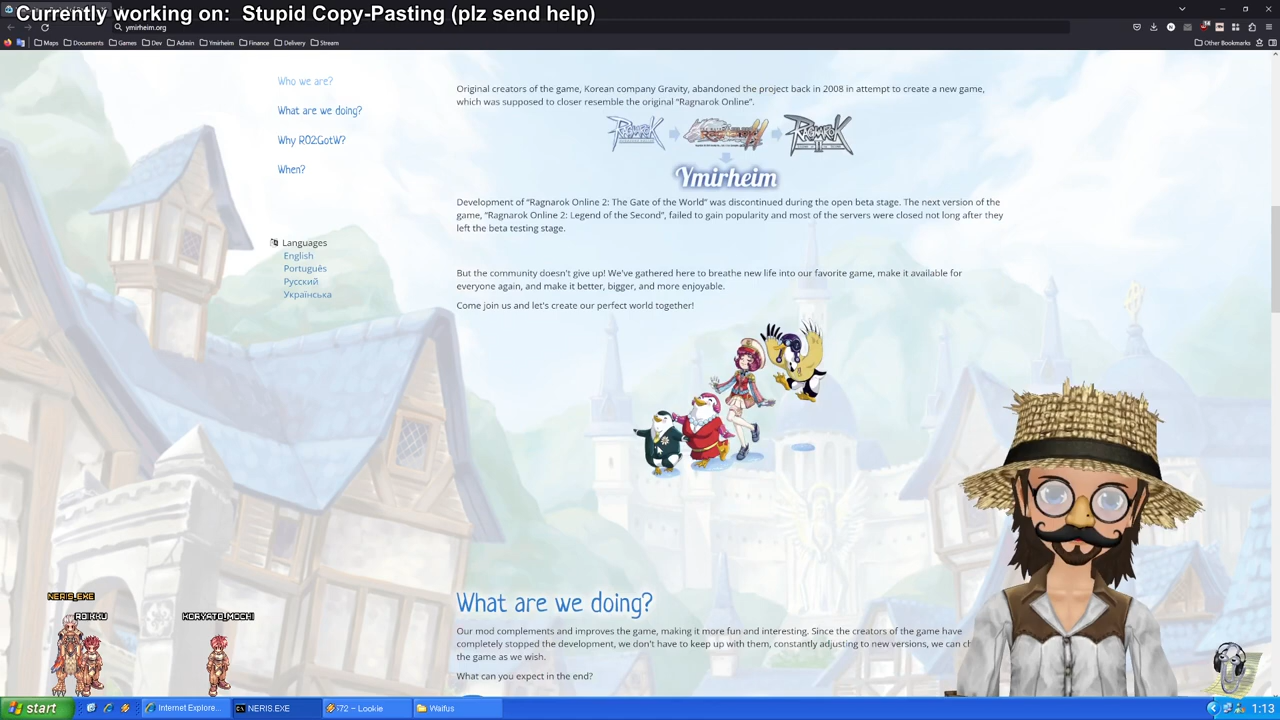 Currently working on:  Stupid Copy-Pasting (plz send help)
ymirheim.org
Maps Documents Games Dev Admin Ymirheim Finance Delivery Stream
Other Bookmarks
Who we are?
What are we doing?
Why RO2GotW?
When?
Languages
English
Português
Русский
Українська
Original creators of the game, Korean company Gravity, abandoned the project back in 2008 in attempt to create a new game,
which was supposed to closer resemble the original “Ragnarok Online”.
RAGNAROK
RAGNAROK
Ymirheim
Development of “Ragnarok Online 2: The Gate of the World” was discontinued during the open beta stage. The next version of the
game, “Ragnarok Online 2: Legend of the Second”, failed to gain popularity and most of the servers were closed not long after they
left the beta testing stage.
But the community doesn't give up! We've gathered here to breathe new life into our favorite game, make it available for
everyone again, and make it better, bigger, and more enjoyable.
Come join us and let's create our perfect world together!
What are we doing?
Our mod complements and improves the game, making it more fun and interesting. Since the creators of the game have
completely stopped the development, we don't have to keep up with them, constantly adjusting to new versions, we can ch
the game as we wish.
What can you expect in the end?
NERIS_EXE
ROIKKU
KORYATO_MOCHI
start
Internet Explore...
NERIS.EXE
572 - Lookie
Waifus
1:13